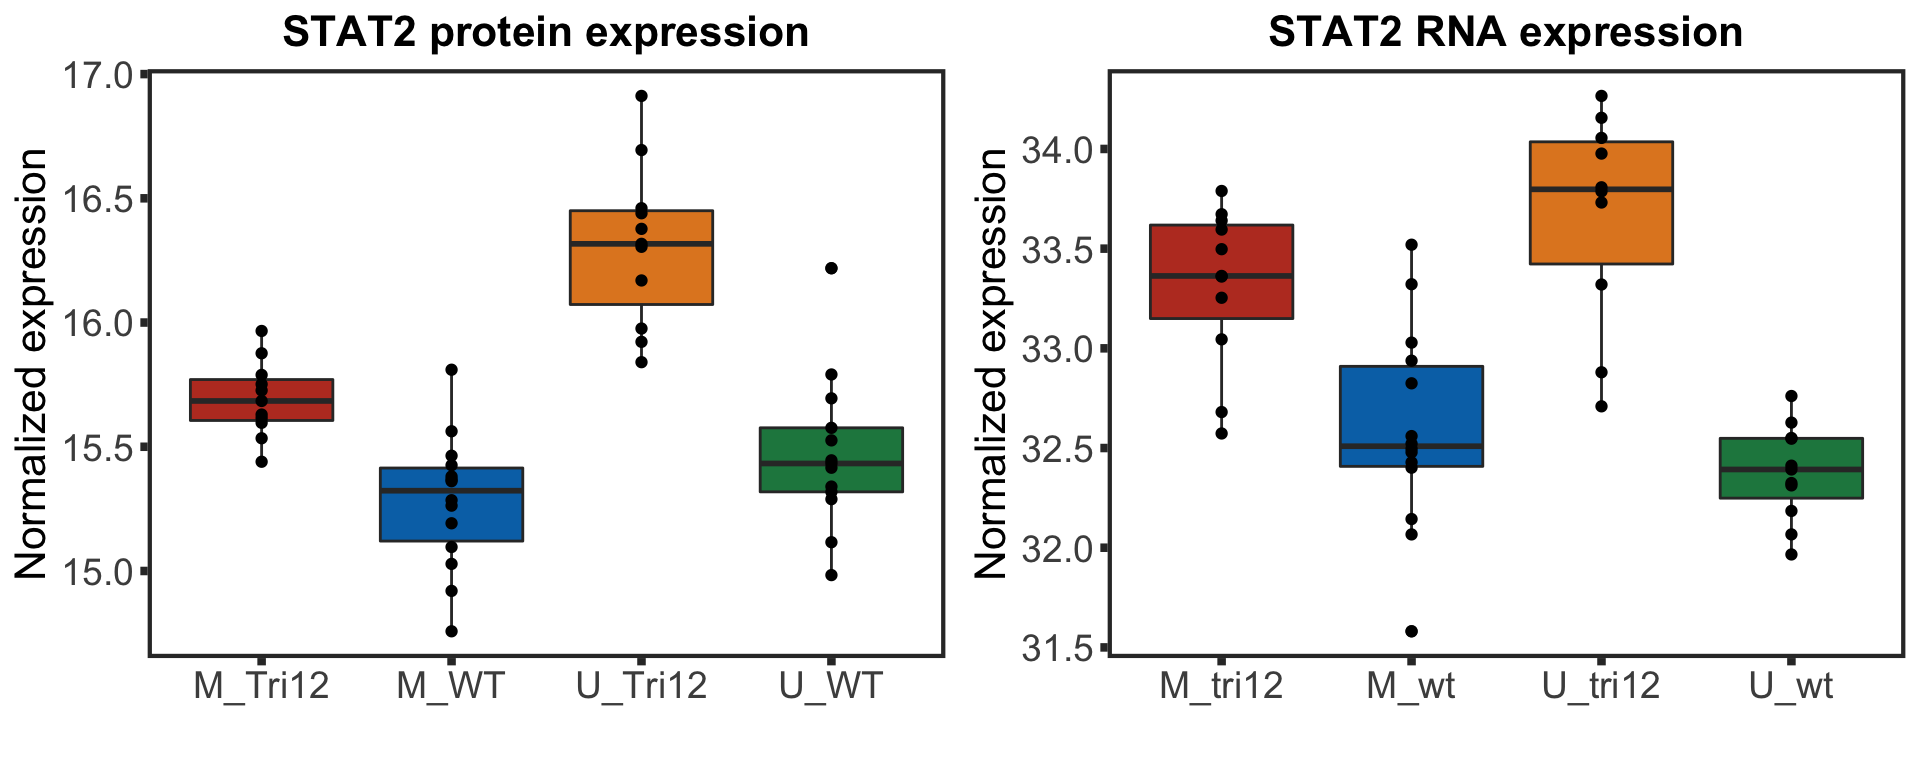 STAT2 protein expression
Normalized expression
17.0
16.5
16.0
15.5
15.0
M_Tri12 M_WT U_Tri12 U_WT
STAT2 RNA expression
Normalized expression
34.0
33.5
33.0
32.5
32.0
31.5
M_tri12 M_wt U_tri12 U_wt